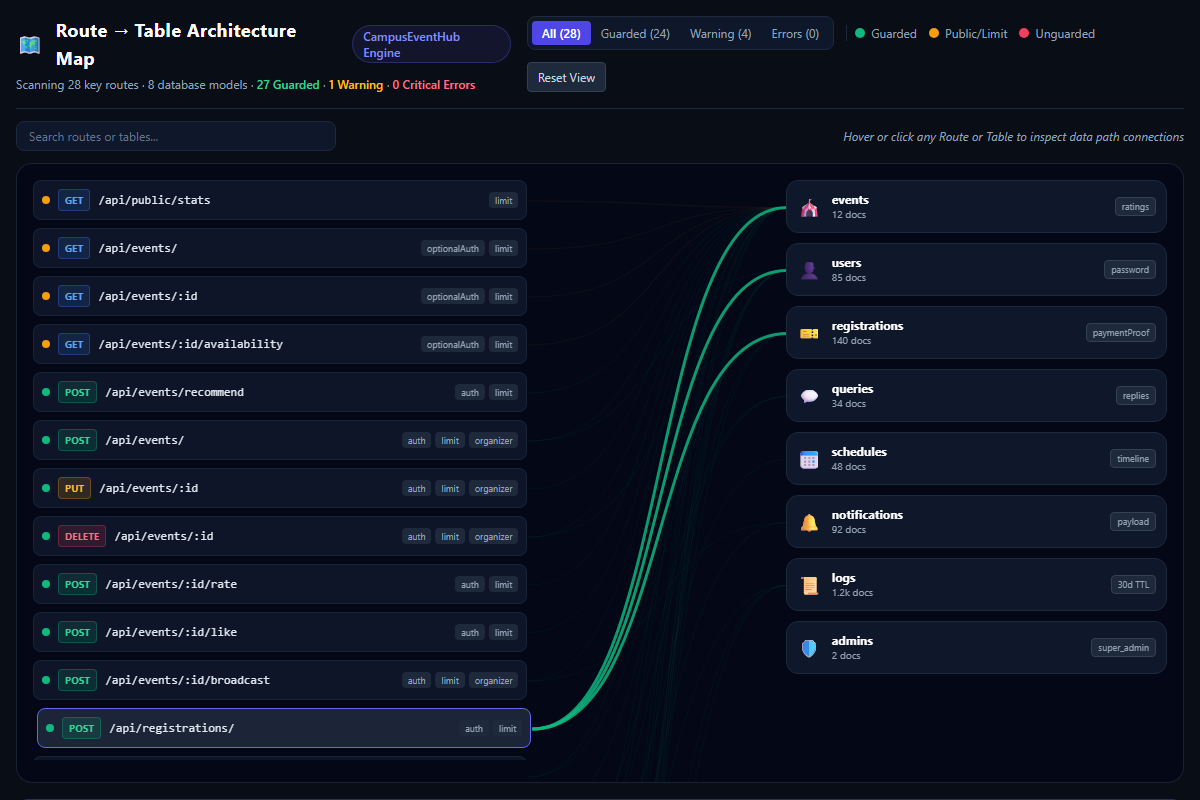 Route → Table Architecture
Map
CampusEventHub
Engine
All (28)
Guarded (24)
Warning (4)
Errors (0)
Guarded
Public/Limit
Unguarded
Reset View
Scanning 28 key routes · 8 database models · 27 Guarded · 1 Warning · 0 Critical Errors
Search routes or tables...
Hover or click any Route or Table to inspect data path connections
GET /api/public/stats limit
GET /api/events/ optionalAuth limit
GET /api/events/:id optionalAuth limit
GET /api/events/:id/availability optionalAuth limit
POST /api/events/recommend auth limit
POST /api/events/ auth limit organizer
PUT /api/events/:id auth limit organizer
DELETE /api/events/:id auth limit organizer
POST /api/events/:id/rate auth limit
POST /api/events/:id/like auth limit
POST /api/events/:id/broadcast auth limit organizer
POST /api/registrations/ auth limit
events
12 docs
ratings
users
85 docs
password
registrations
140 docs
paymentProof
queries
34 docs
replies
schedules
48 docs
timeline
notifications
92 docs
payload
logs
1.2k docs
30d TTL
admins
2 docs
super_admin